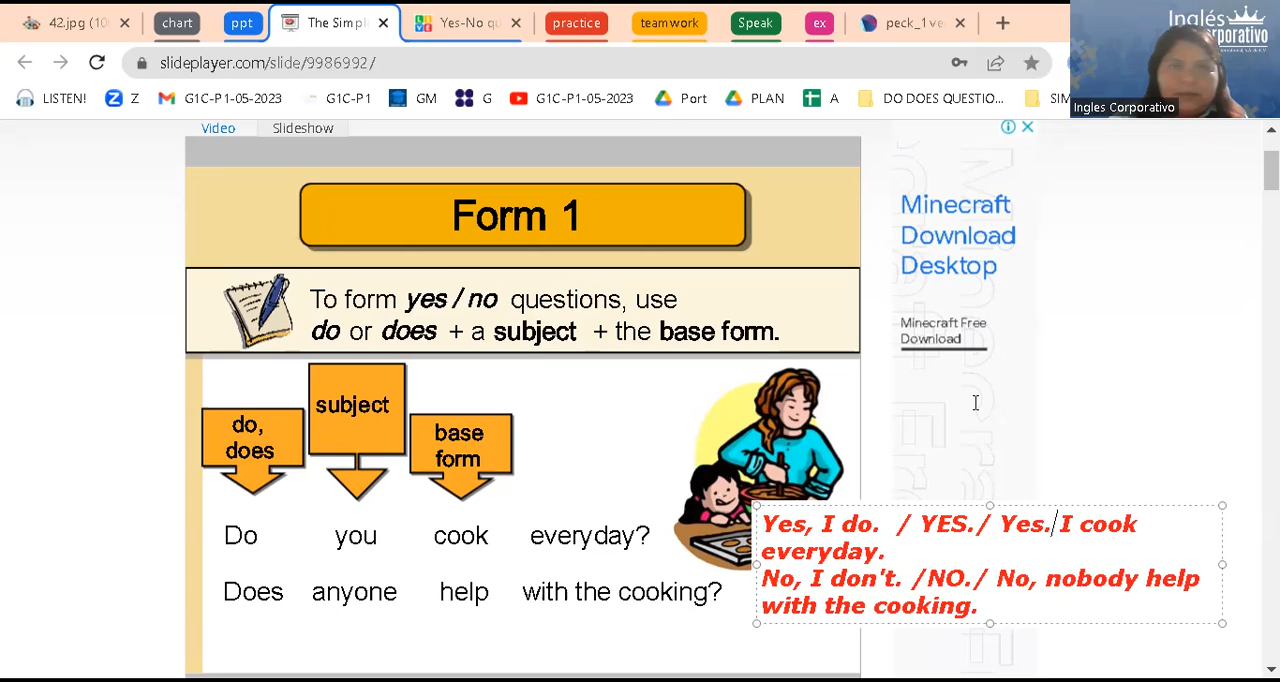 42.jpg (10
chart
ppt
The Simpl
Yes-No qu
practice
teamwork
Speak
ex
peck_1 ve
Inglés
Corporativo
slideplayer.com/slide/9986992/
Ingles Corporativo
LISTEN!
Z
G1C-P1-05-2023
G1C-P1
GM
G
G1C-P1-05-2023
Port
PLAN
A
DO DOES QUESTIO...
SIM
Video
Slideshow
Form 1
To form yes / no questions, use
do or does + a subject + the base form.
do,
does
subject
base
form
Do you cook everyday?
Does anyone help with the cooking?
Yes, I do. / YES./ Yes. I cook
everyday.
No, I don't. /NO./ No, nobody help
with the cooking.
Minecraft
Download
Desktop
Minecraft Free
Download